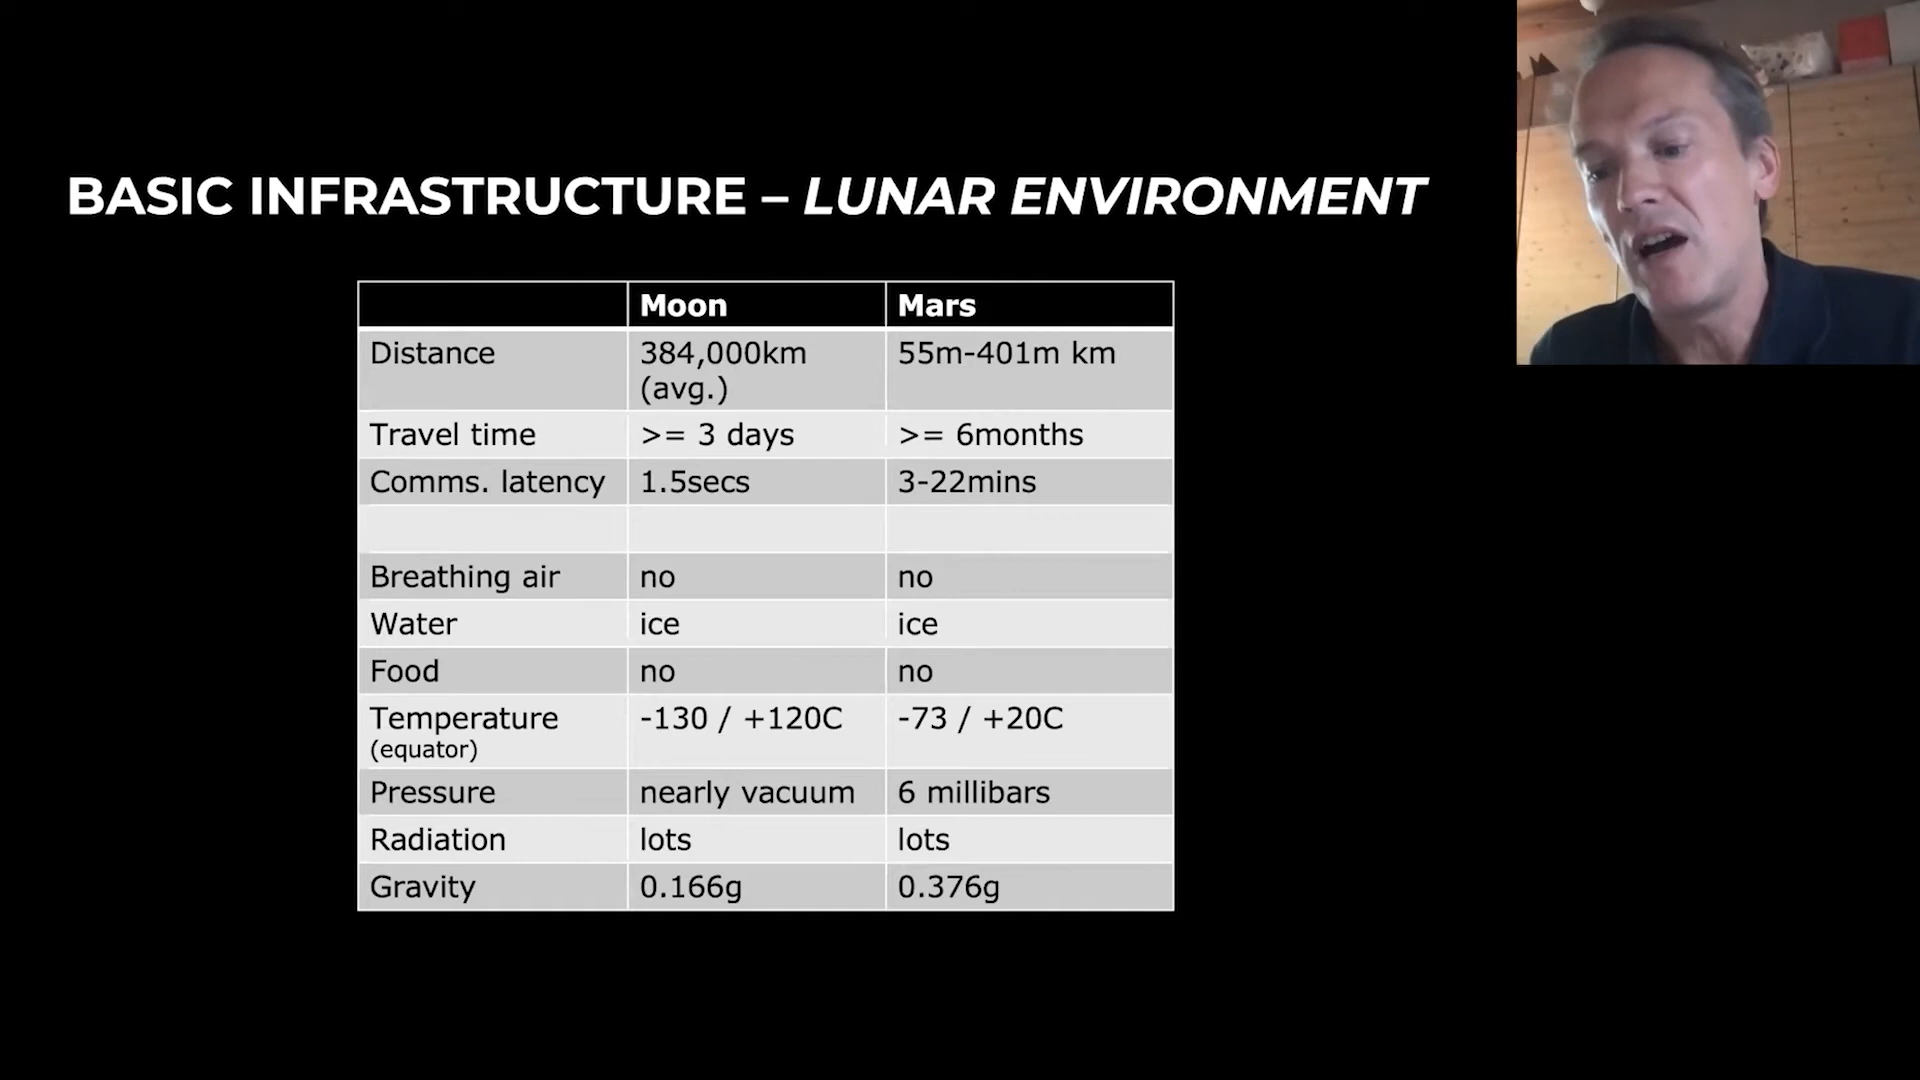 BASIC INFRASTRUCTURE – LUNAR ENVIRONMENT
Moon Mars
Distance 384,000km (avg.) 55m-401m km
Travel time >= 3 days >= 6months
Comms. latency 1.5secs 3-22mins
Breathing air no no
Water ice ice
Food no no
Temperature (equator) -130 / +120C -73 / +20C
Pressure nearly vacuum 6 millibars
Radiation lots lots
Gravity 0.166g 0.376g